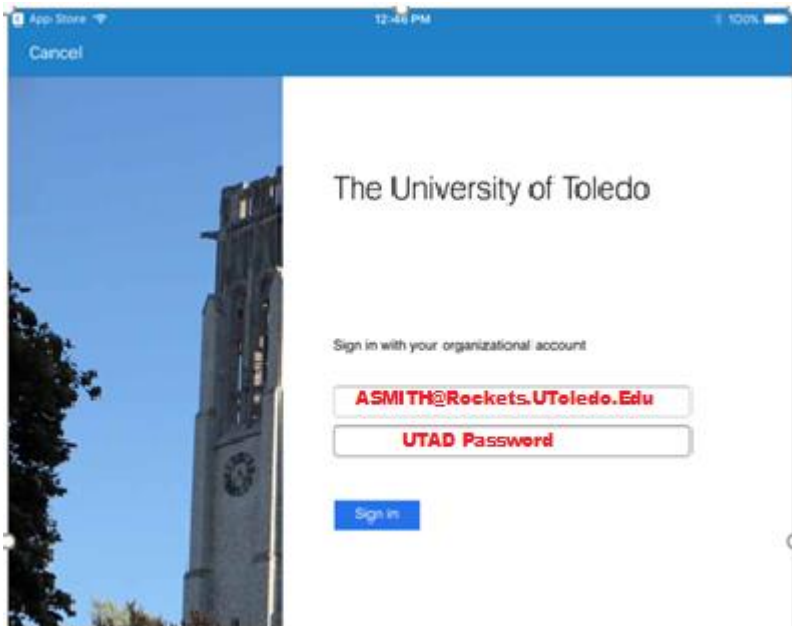 App Store 12:46 PM 100%
Cancel
The University of Toledo
Sign in with your organizational account
ASMITH@Rockets.UToledo.Edu
UTAD Password
Sign in